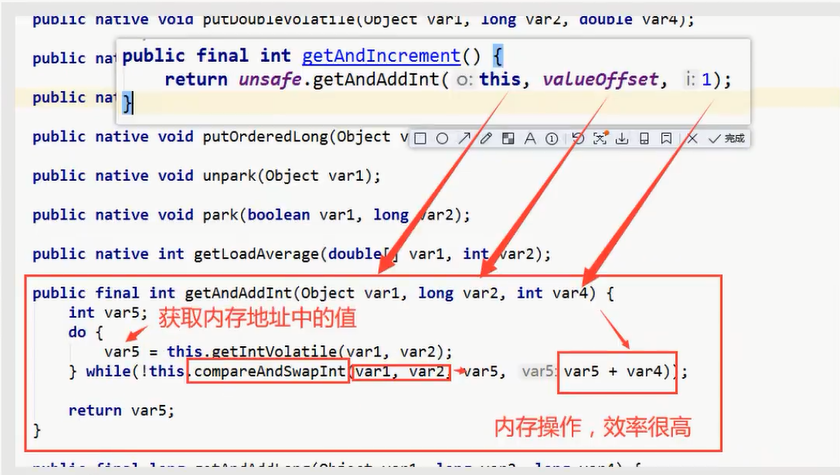 public native void putDoubleVolatile(Object var1, long var2, double var4);
public nat
public final int getAndIncrement() {
return unsafe.getAndAddInt( o: this, valueOffset, i: 1);
}
public nat
public native void putOrderedLong(Object v
完成
public native void unpark(Object var1);
public native void park(boolean var1, long var2);
public native int getLoadAverage(double[] var1, int var2);
public final int getAndAddInt(Object var1, long var2, int var4) {
int var5;
获取内存地址中的值
do {
var5 = this.getIntVolatile(var1, var2);
} while(!this.compareAndSwapInt(var1, var2, var5, var5: var5 + var4));
return var5;
内存操作，效率很高
}
public final long getAndAddLong(Object var1, long var2, long var4) {